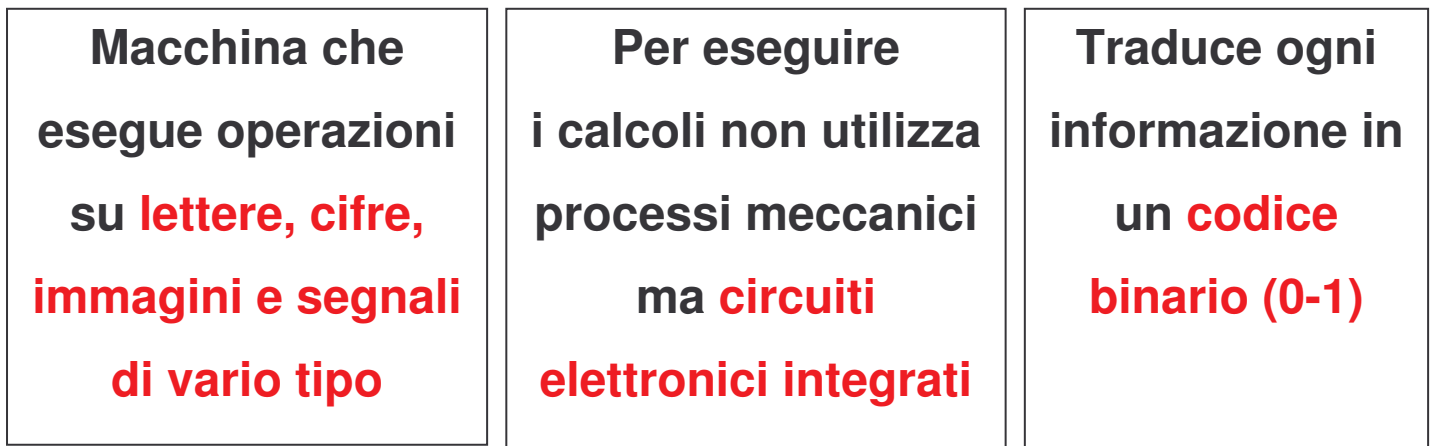 Macchina che
esegue operazioni
su lettere, cifre,
immagini e segnali
di vario tipo
Per eseguire
i calcoli non utilizza
processi meccanici
ma circuiti
elettronici integrati
Traduce ogni
informazione in
un codice
binario (0-1)